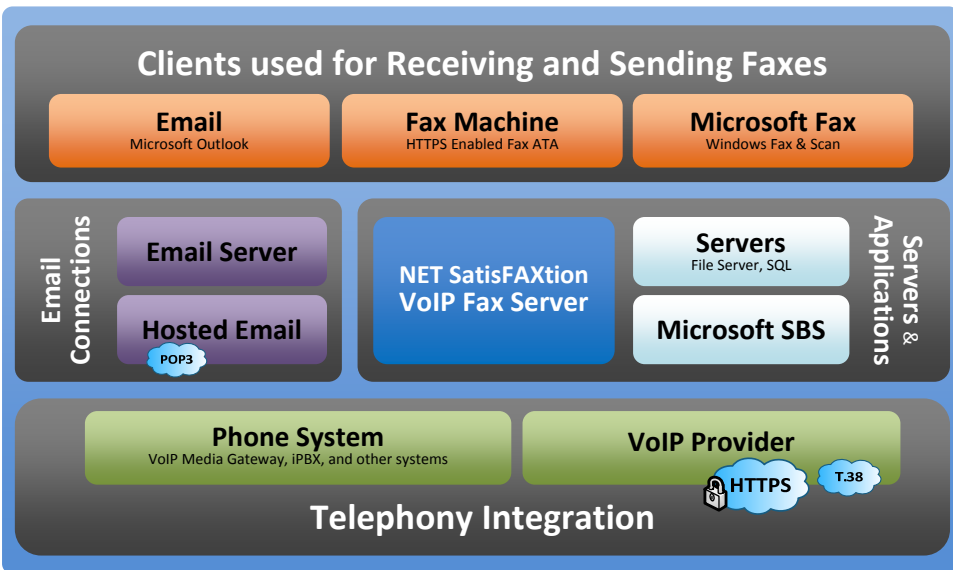 Clients used for Receiving and Sending Faxes
Email
Microsoft Outlook
Fax Machine
HTTPS Enabled Fax ATA
Microsoft Fax
Windows Fax & Scan
Email
Connections
Email Server
Hosted Email
POP3
NET SatisFAXtion
VoIP Fax Server
Servers
File Server, SQL
Microsoft SBS
Servers &
Applications
Phone System
VoIP Media Gateway, iPBX, and other systems
VoIP Provider
HTTPS
T.38
Telephony Integration